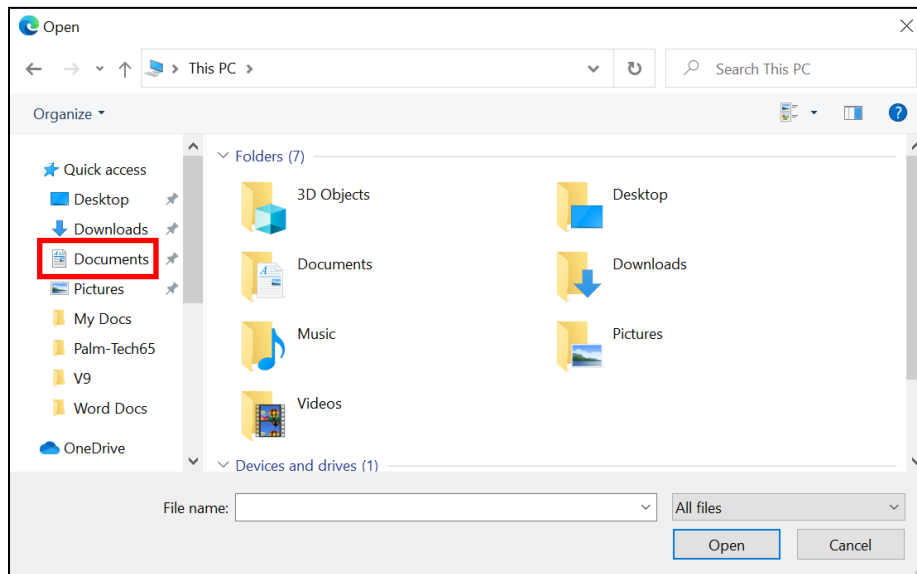 Open
This PC
Search This PC
Organize
Quick access
Desktop
Downloads
Documents
Pictures
My Docs
Palm-Tech65
V9
Word Docs
OneDrive
Folders (7)
3D Objects
Desktop
Documents
Downloads
Music
Pictures
Videos
Devices and drives (1)
File name:
All files
Open
Cancel